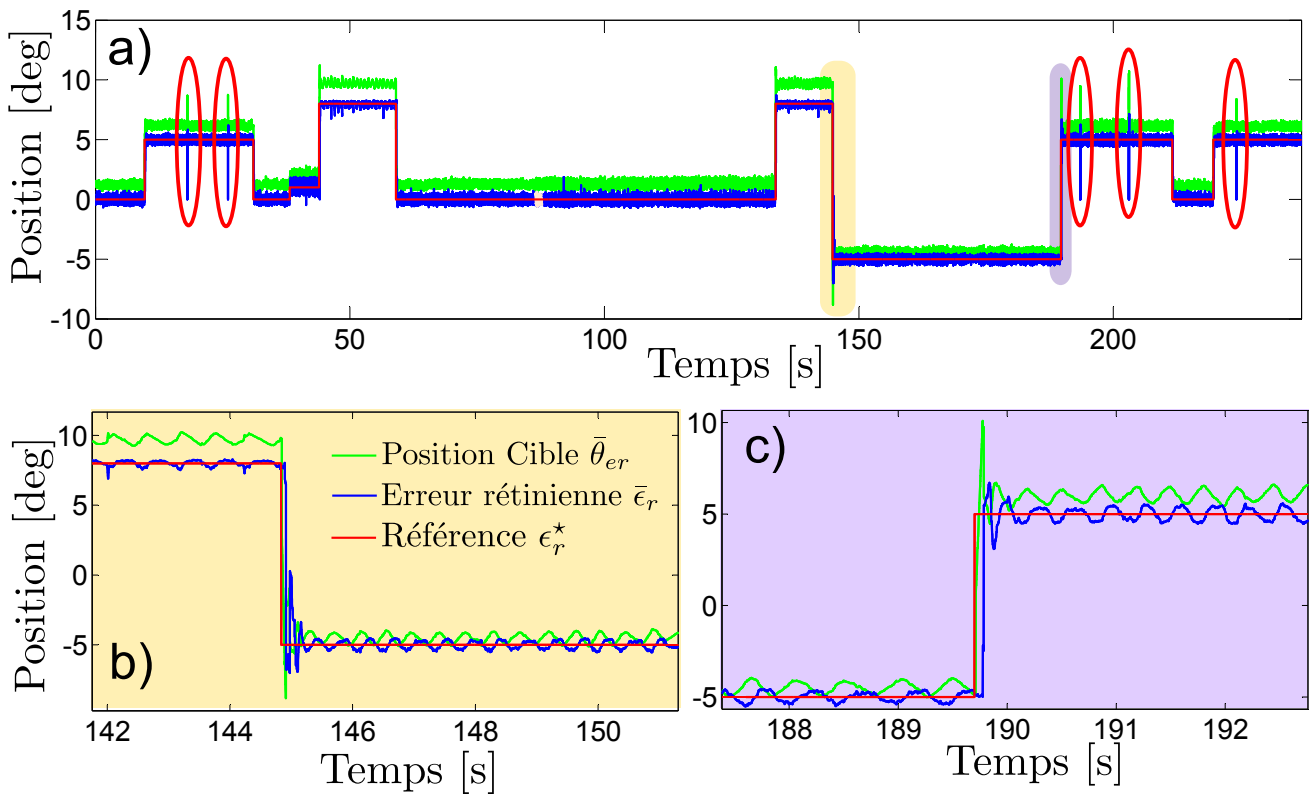 a)
Position [deg]
15
10
5
0
-5
-10
0
50
100
150
200
Temps [s]
b)
Position [deg]
10
5
0
-5
142
144
146
148
150
Temps [s]
Position Cible θ̄er
Erreur rétinienne ε̄r
Référence ε⋆r
c)
10
5
0
-5
188
189
190
191
192
Temps [s]